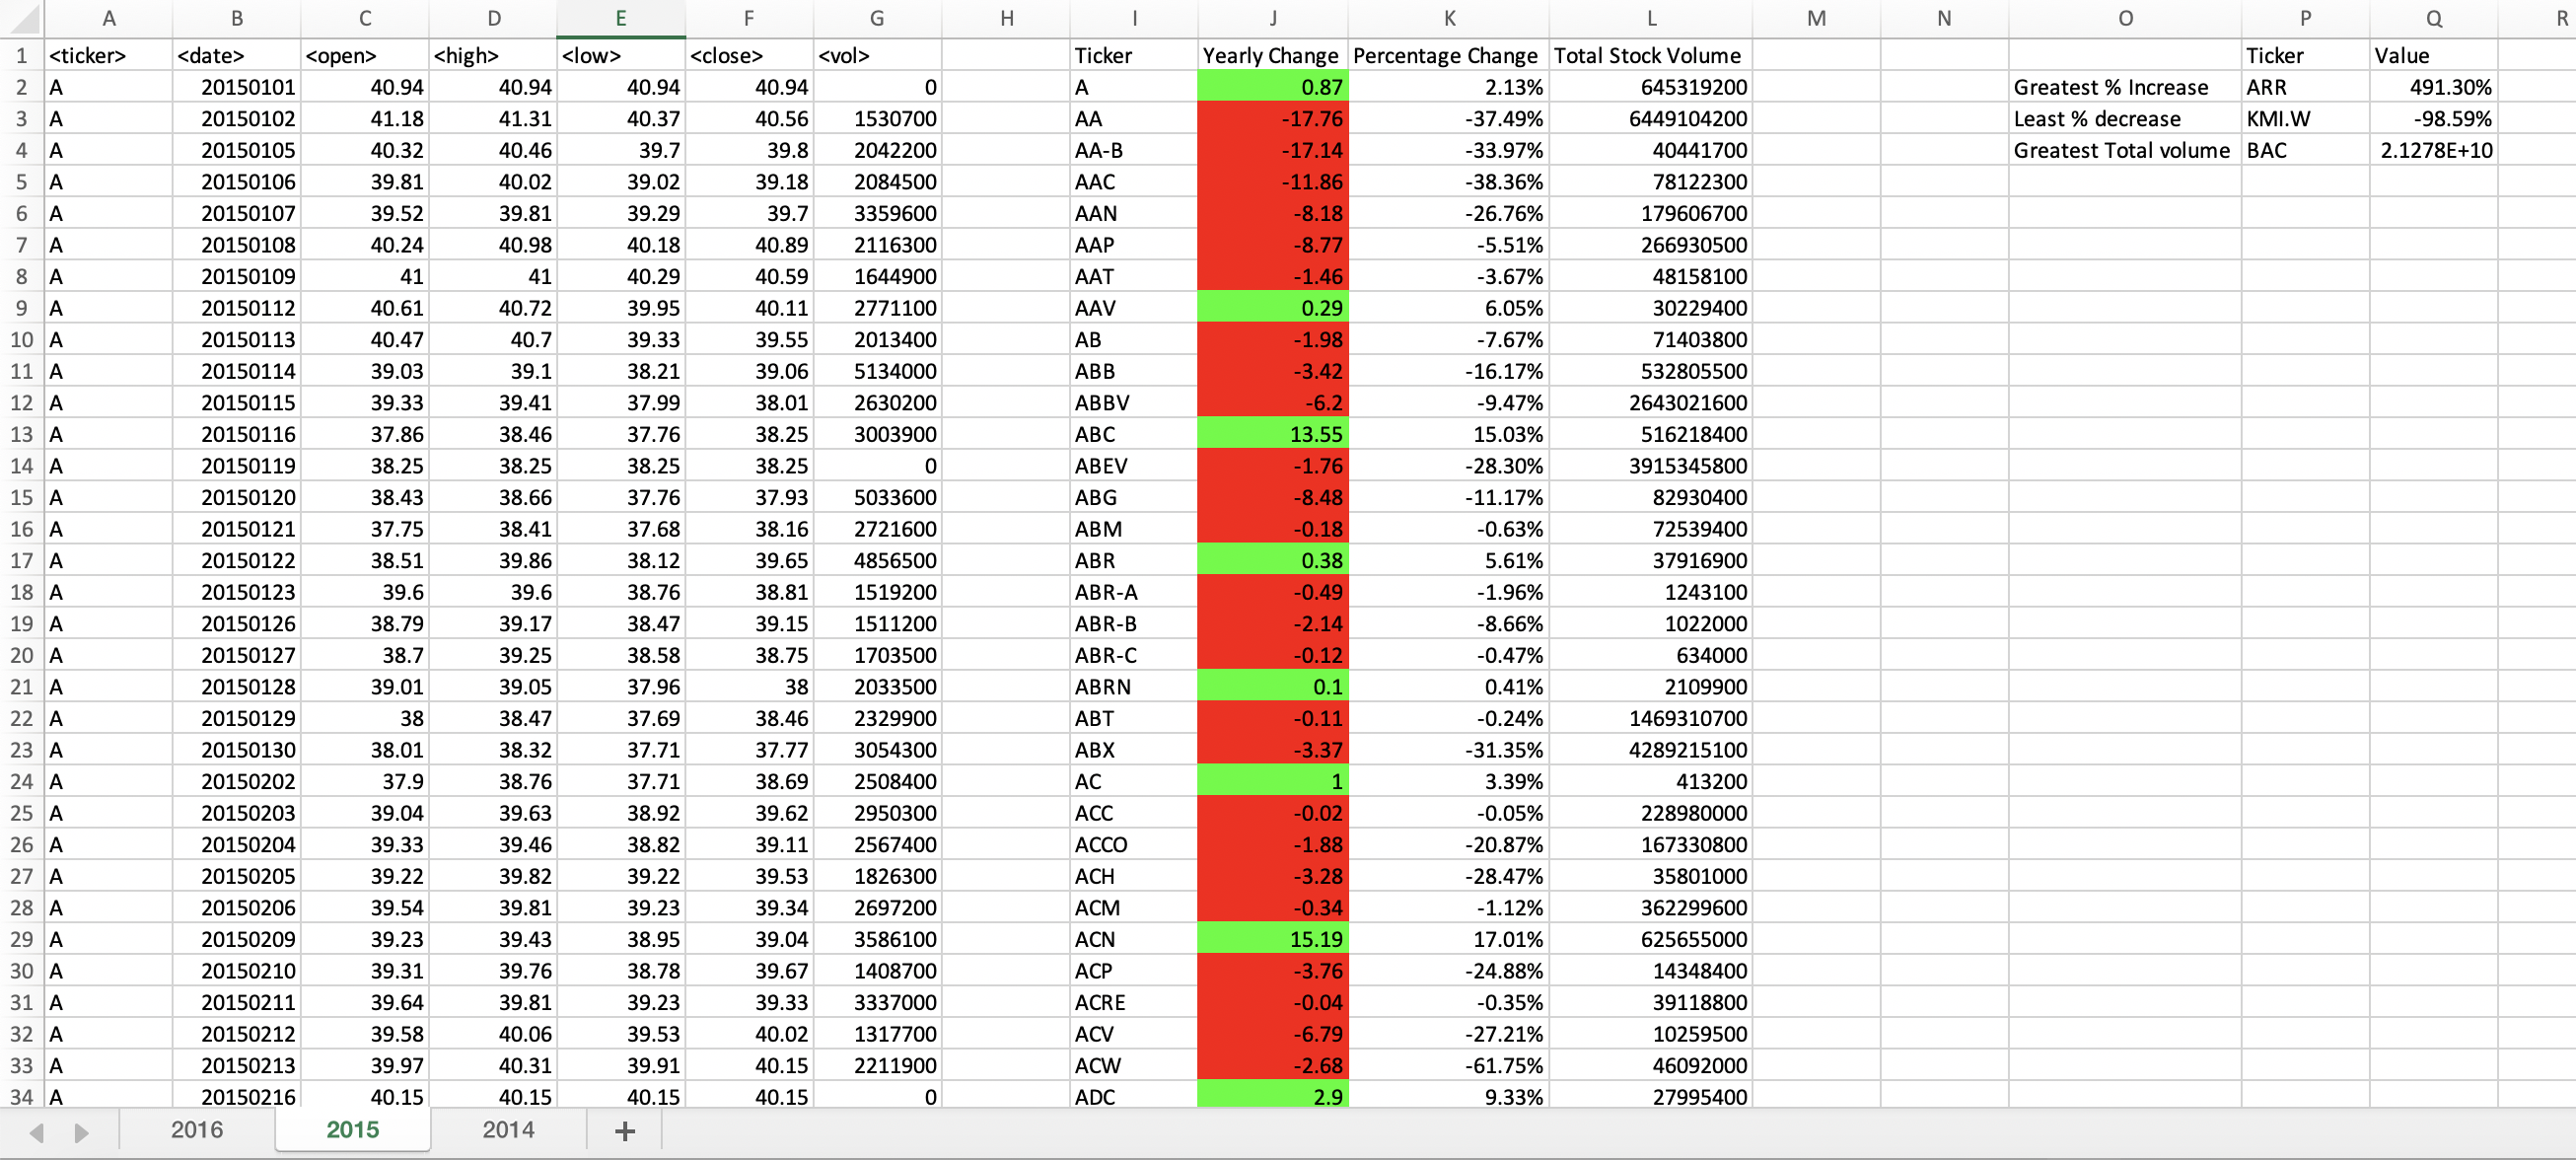 A B C D E F G H I J K L M N O P Q R
1 <ticker> <date> <open> <high> <low> <close> <vol> Ticker Yearly Change Percentage Change Total Stock Volume Ticker Value
2 A 20150101 40.94 40.94 40.94 40.94 0 A 0.87 2.13% 645319200 Greatest % Increase ARR 491.30%
3 A 20150102 41.18 41.31 40.37 40.56 1530700 AA -17.76 -37.49% 6449104200 Least % decrease KMI.W -98.59%
4 A 20150105 40.32 40.46 39.7 39.8 2042200 AA-B -17.14 -33.97% 40441700 Greatest Total volume BAC 2.1278E+10
5 A 20150106 39.81 40.02 39.02 39.18 2084500 AAC -11.86 -38.36% 78122300
6 A 20150107 39.52 39.81 39.29 39.7 3359600 AAN -8.18 -26.76% 179606700
7 A 20150108 40.24 40.98 40.18 40.89 2116300 AAP -8.77 -5.51% 266930500
8 A 20150109 41 41 40.29 40.59 1644900 AAT -1.46 -3.67% 48158100
9 A 20150112 40.61 40.72 39.95 40.11 2771100 AAV 0.29 6.05% 30229400
10 A 20150113 40.47 40.7 39.33 39.55 2013400 AB -1.98 -7.67% 71403800
11 A 20150114 39.03 39.1 38.21 39.06 5134000 ABB -3.42 -16.17% 532805500
12 A 20150115 39.33 39.41 37.99 38.01 2630200 ABBV -6.2 -9.47% 2643021600
13 A 20150116 37.86 38.46 37.76 38.25 3003900 ABC 13.55 15.03% 516218400
14 A 20150119 38.25 38.25 38.25 38.25 0 ABEV -1.76 -28.30% 3915345800
15 A 20150120 38.43 38.66 37.76 37.93 5033600 ABG -8.48 -11.17% 82930400
16 A 20150121 37.75 38.41 37.68 38.16 2721600 ABM -0.18 -0.63% 72539400
17 A 20150122 38.51 39.86 38.12 39.65 4856500 ABR 0.38 5.61% 37916900
18 A 20150123 39.6 39.6 38.76 38.81 1519200 ABR-A -0.49 -1.96% 1243100
19 A 20150126 38.79 39.17 38.47 39.15 1511200 ABR-B -2.14 -8.66% 1022000
20 A 20150127 38.7 39.25 38.58 38.75 1703500 ABR-C -0.12 -0.47% 634000
21 A 20150128 39.01 39.05 37.96 38 2033500 ABRN 0.1 0.41% 2109900
22 A 20150129 38 38.47 37.69 38.46 2329900 ABT -0.11 -0.24% 1469310700
23 A 20150130 38.01 38.32 37.71 37.77 3054300 ABX -3.37 -31.35% 4289215100
24 A 20150202 37.9 38.76 37.71 38.69 2508400 AC 1 3.39% 413200
25 A 20150203 39.04 39.63 38.92 39.62 2950300 ACC -0.02 -0.05% 228980000
26 A 20150204 39.33 39.46 38.82 39.11 2567400 ACCO -1.88 -20.87% 167330800
27 A 20150205 39.22 39.82 39.22 39.53 1826300 ACH -3.28 -28.47% 35801000
28 A 20150206 39.54 39.81 39.23 39.34 2697200 ACM -0.34 -1.12% 362299600
29 A 20150209 39.23 39.43 38.95 39.04 3586100 ACN 15.19 17.01% 625655000
30 A 20150210 39.31 39.76 38.78 39.67 1408700 ACP -3.76 -24.88% 14348400
31 A 20150211 39.64 39.81 39.23 39.33 3337000 ACRE -0.04 -0.35% 39118800
32 A 20150212 39.58 40.06 39.53 40.02 1317700 ACV -6.79 -27.21% 10259500
33 A 20150213 39.97 40.31 39.91 40.15 2211900 ACW -2.68 -61.75% 46092000
34 A 20150216 40.15 40.15 40.15 40.15 0 ADC 2.9 9.33% 27995400
2016 2015 2014 +